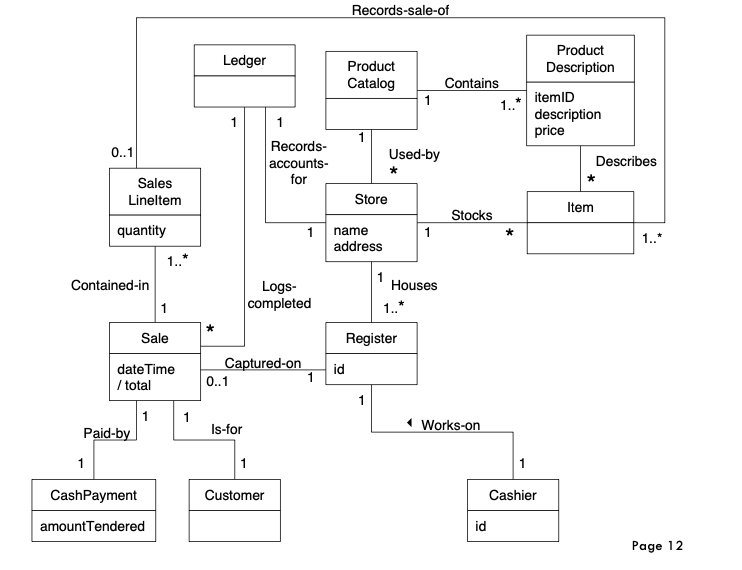 Records-sale-of
Ledger
Product
Catalog
Product
Description
itemID
description
price
Contains
1
1..*
1
1
1
0..1
Records-
accounts-
for
Used-by
*
Describes
*
Sales
LineItem
quantity
Store
name
address
Item
Stocks
1
1
*
1..*
1..*
Contained-in
1
Logs-
completed
*
1
Houses
1..*
Sale
dateTime
/ total
Captured-on
0..1
1
Register
id
1
1
1
Paid-by
Is-for
Works-on
1
1
1
CashPayment
amountTendered
Customer
Cashier
id
Page 12